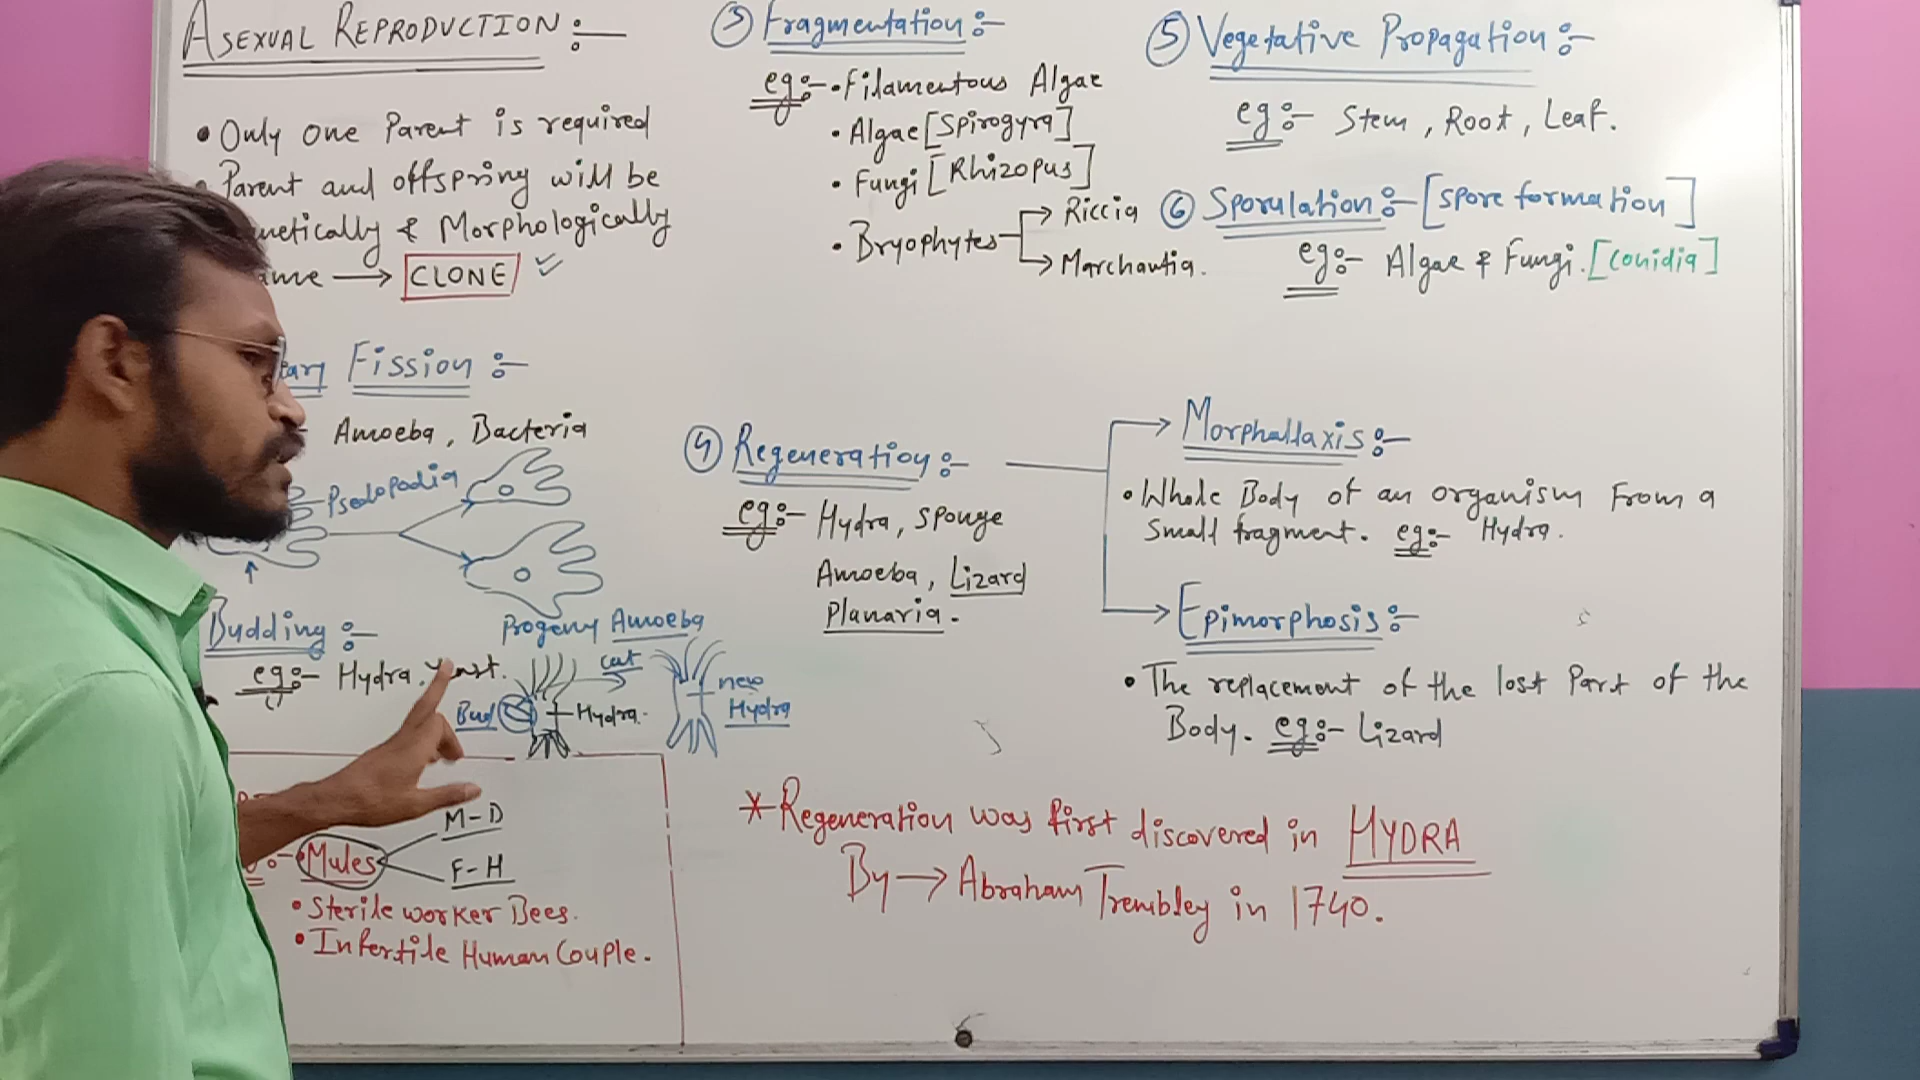 ASEXUAL REPRODUCTION :-
• Only one Parent is required
Parent and offspring will be
netically & Morphologically
ame → CLONE
tary Fission :-
Amoeba, Bacteria
Psedopodia
Budding :-
eg:- Hydra, Yeast.
Progeny Amoeba
cut
Bud
Hydra.
new
Hydra
Mules
M-D
F-H
• Sterile worker Bees.
• Infertile Human Couple.
③ Fragmentation :-
eg:- • Filamentous Algae
• Algae [Spirogyra]
• Fungi [Rhizopus]
• Bryophytes → Riccia
→ Marchantia.
④ Regeneration :-
eg:- Hydra, Sponge
Amoeba, Lizard
Planaria.
⑤ Vegetative Propagation :-
eg:- Stem, Root, Leaf.
⑥ Sporulation :- [Spore formation]
eg:- Algae & Fungi. [Conidia]
→ Morphallaxis :-
• Whole Body of an organism From a
Small fragment. eg:- Hydra.
→ Epimorphosis :-
• The replacement of the lost Part of the
Body. eg:- Lizard
* Regeneration was first discovered in HYDRA
By → Abraham Trembley in 1740.